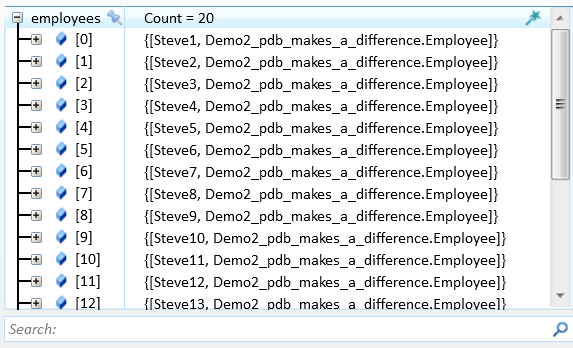 employees Count = 20
[0] {[Steve1, Demo2_pdb_makes_a_difference.Employee]}
[1] {[Steve2, Demo2_pdb_makes_a_difference.Employee]}
[2] {[Steve3, Demo2_pdb_makes_a_difference.Employee]}
[3] {[Steve4, Demo2_pdb_makes_a_difference.Employee]}
[4] {[Steve5, Demo2_pdb_makes_a_difference.Employee]}
[5] {[Steve6, Demo2_pdb_makes_a_difference.Employee]}
[6] {[Steve7, Demo2_pdb_makes_a_difference.Employee]}
[7] {[Steve8, Demo2_pdb_makes_a_difference.Employee]}
[8] {[Steve9, Demo2_pdb_makes_a_difference.Employee]}
[9] {[Steve10, Demo2_pdb_makes_a_difference.Employee]}
[10] {[Steve11, Demo2_pdb_makes_a_difference.Employee]}
[11] {[Steve12, Demo2_pdb_makes_a_difference.Employee]}
[12] {[Steve13, Demo2_pdb_makes_a_difference.Employee]}
Search: